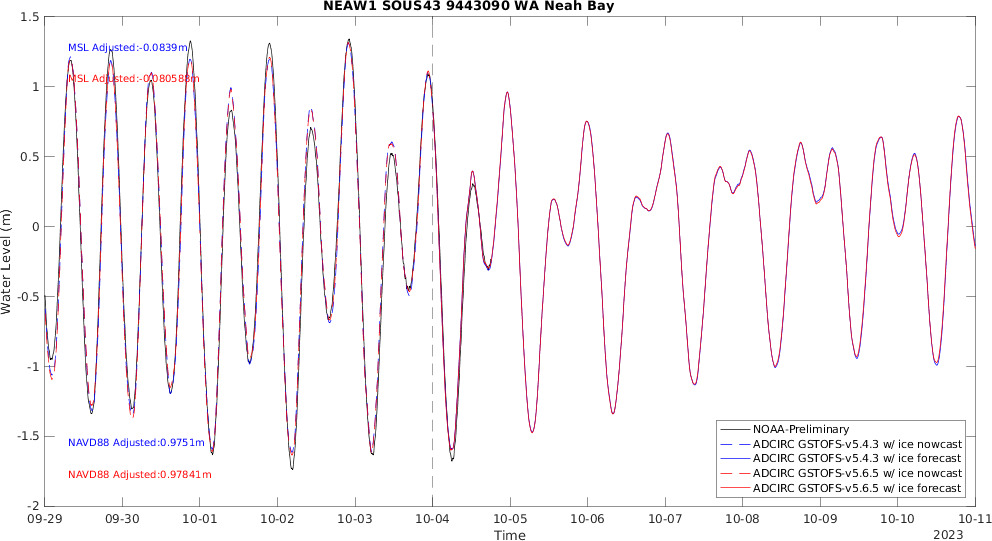 NEAW1 SOUS43 9443090 WA Neah Bay
1.5
1
0.5
0
-0.5
-1
-1.5
-2
Water Level (m)
MSL Adjusted:-0.0839m
MSL Adjusted:-0.080588m
NAVD88 Adjusted:0.9751m
NAVD88 Adjusted:0.97841m
NOAA-Preliminary
ADCIRC GSTOFS-v5.4.3 w/ ice nowcast
ADCIRC GSTOFS-v5.4.3 w/ ice forecast
ADCIRC GSTOFS-v5.6.5 w/ ice nowcast
ADCIRC GSTOFS-v5.6.5 w/ ice forecast
09-29 09-30 10-01 10-02 10-03 10-04 10-05 10-06 10-07 10-08 10-09 10-10 10-11
Time
2023